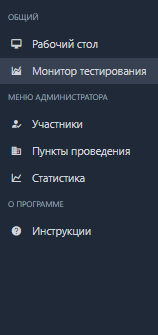 ОБЩИЙ
Рабочий стол
Монитор тестирования
МЕНЮ АДМИНИСТРАТОРА
Участники
Пункты проведения
Статистика
О ПРОГРАММЕ
Инструкции